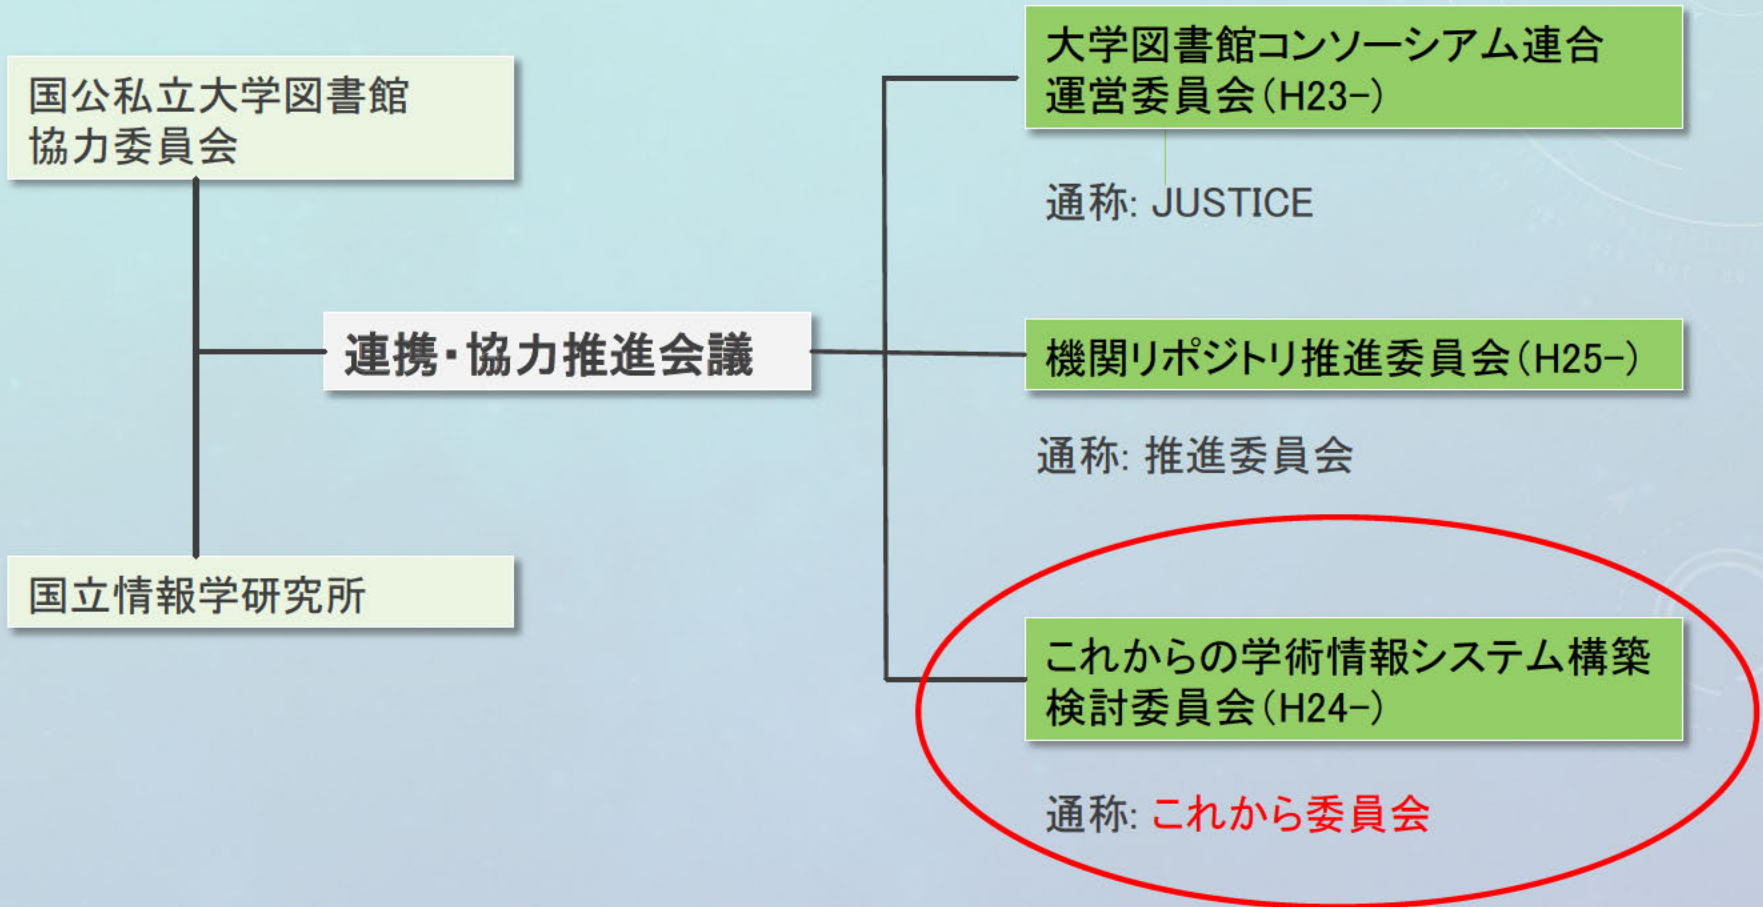 国公私立大学図書館
協力委員会
国立情報学研究所
連携・協力推進会議
大学図書館コンソーシアム連合
運営委員会(H23-)
通称: JUSTICE
機関リポジトリ推進委員会(H25-)
通称: 推進委員会
これからの学術情報システム構築
検討委員会(H24-)
通称: これから委員会